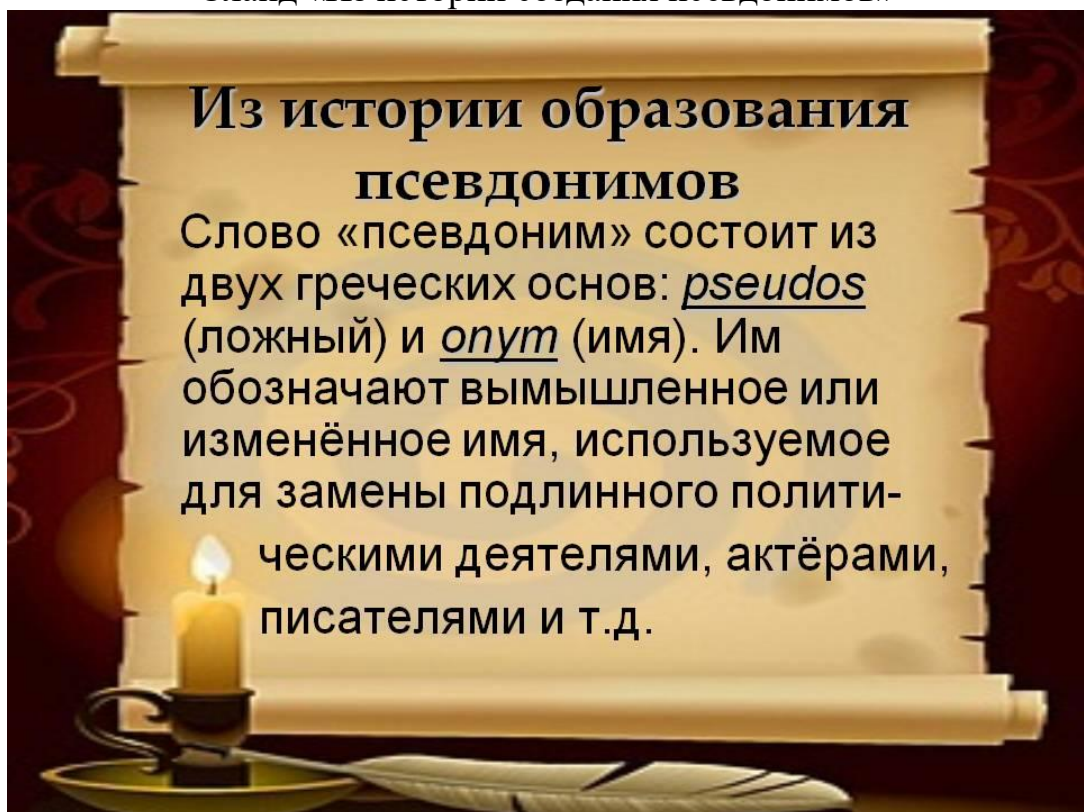 Из истории образования
псевдонимов
Слово «псевдоним» состоит из
двух греческих основ: pseudos
(ложный) и onym (имя). Им
обозначают вымышленное или
изменённое имя, используемое
для замены подлинного полити-
ческими деятелями, актёрами,
писателями и т.д.